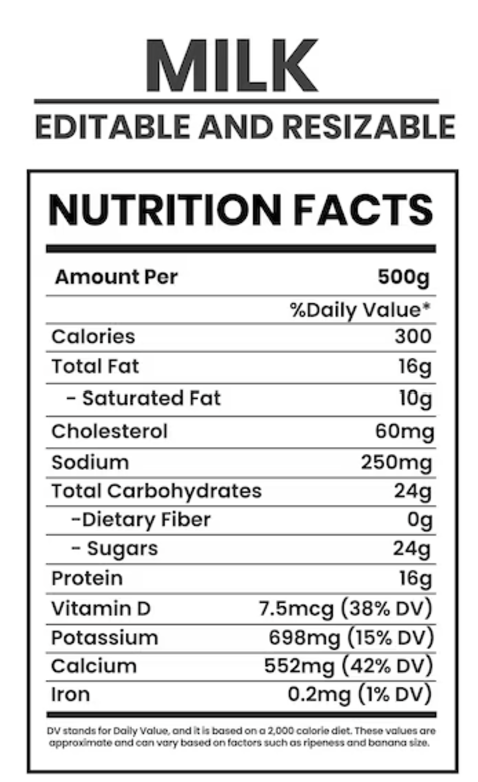 MILK
EDITABLE AND RESIZABLE
NUTRITION FACTS
Amount Per 500g
%Daily Value*
Calories 300
Total Fat 16g
- Saturated Fat 10g
Cholesterol 60mg
Sodium 250mg
Total Carbohydrates 24g
-Dietary Fiber 0g
- Sugars 24g
Protein 16g
Vitamin D 7.5mcg (38% DV)
Potassium 698mg (15% DV)
Calcium 552mg (42% DV)
Iron 0.2mg (1% DV)
DV stands for Daily Value, and it is based on a 2,000 calorie diet. These values are
approximate and can vary based on factors such as ripeness and banana size.